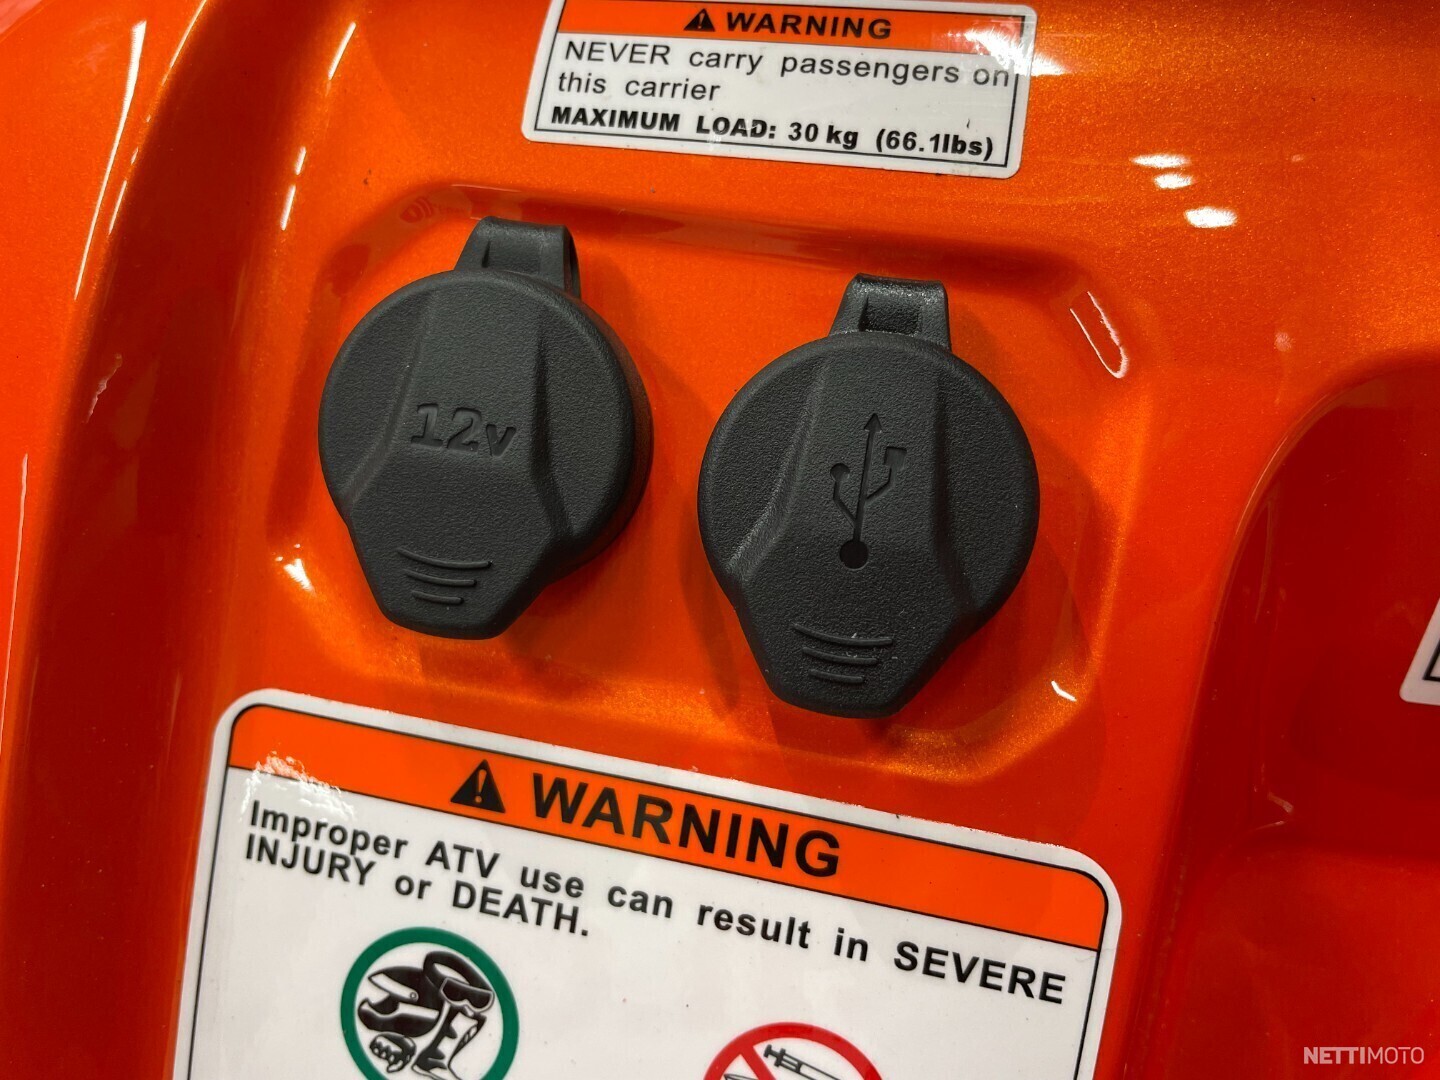 WARNING
NEVER carry passengers on
this carrier
MAXIMUM LOAD: 30 kg (66.1lbs)
12v
WARNING
Improper ATV use can result in SEVERE
INJURY or DEATH.
NETTIMOTO